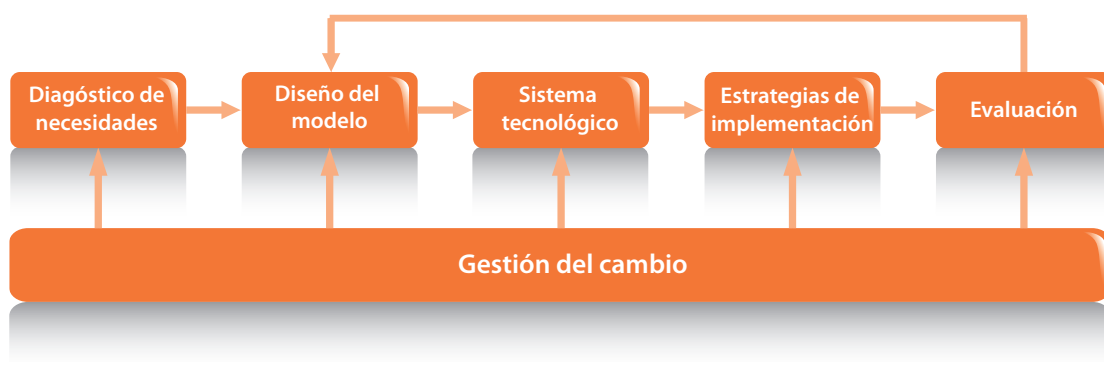 Diagóstico de
necesidades
Diseño del
modelo
Sistema
tecnológico
Estrategias de
implementación
Evaluación
Gestión del cambio